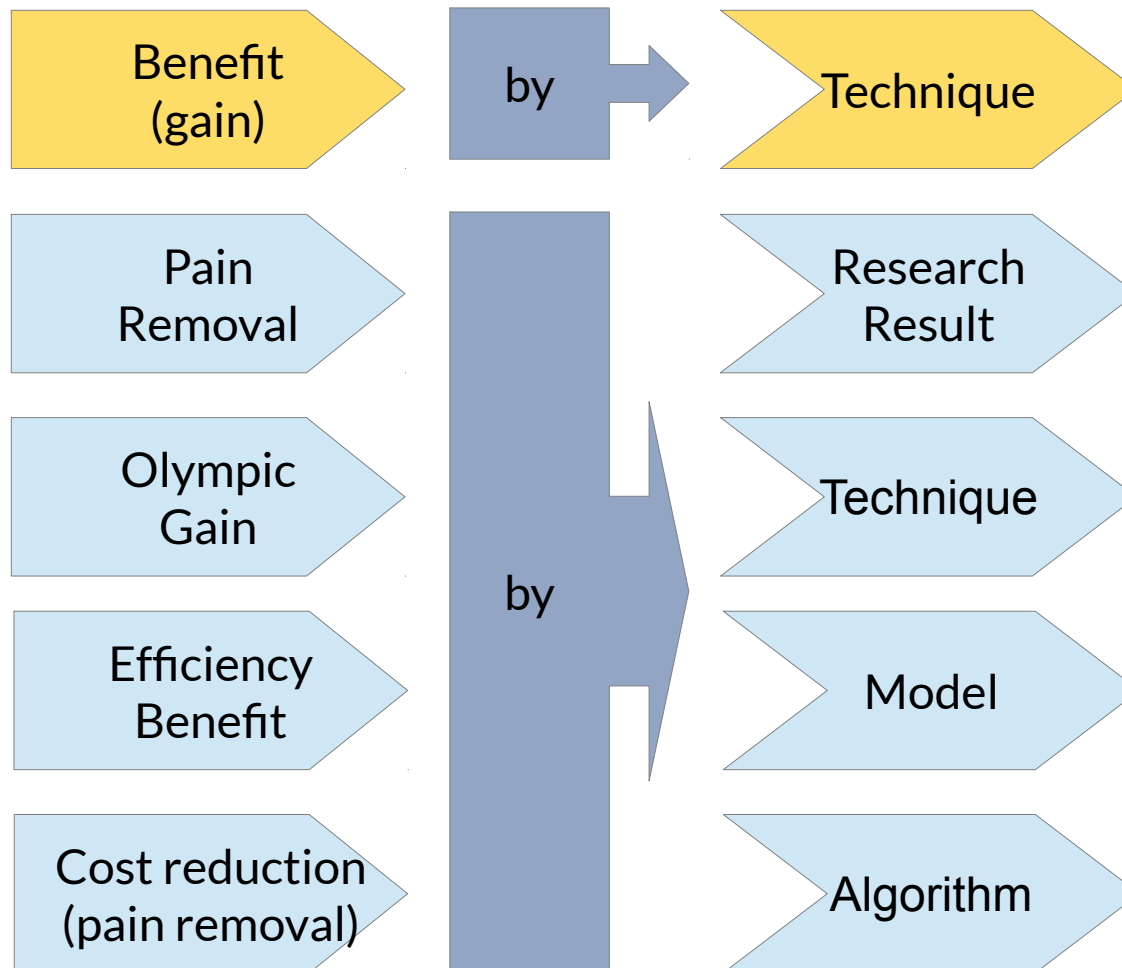 Benefit
(gain)
by
Technique
Pain
Removal
Research
Result
Olympic
Gain
Technique
by
Efficiency
Benefit
Model
Cost reduction
(pain removal)
Algorithm